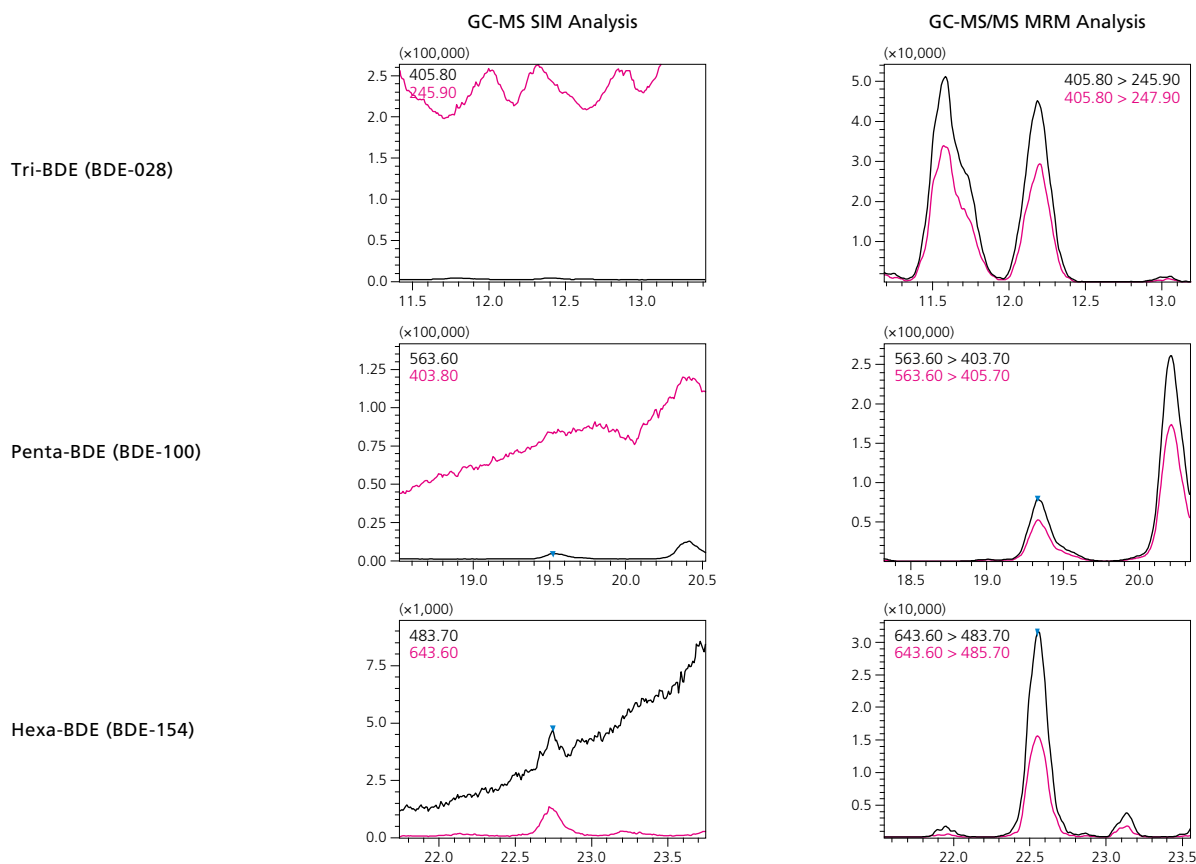 GC-MS SIM Analysis
GC-MS/MS MRM Analysis
Tri-BDE (BDE-028)
(×100,000)
405.80
245.90
2.5
2.0
1.5
1.0
0.5
0.0
11.5 12.0 12.5 13.0
(×10,000)
405.80 > 245.90
405.80 > 247.90
5.0
4.0
3.0
2.0
1.0
11.5 12.0 12.5 13.0
Penta-BDE (BDE-100)
(×100,000)
563.60
403.80
1.25
1.00
0.75
0.50
0.25
0.00
19.0 19.5 20.0 20.5
(×100,000)
563.60 > 403.70
563.60 > 405.70
2.5
2.0
1.5
1.0
0.5
18.5 19.0 19.5 20.0
Hexa-BDE (BDE-154)
(×1,000)
483.70
643.60
7.5
5.0
2.5
0.0
22.0 22.5 23.0 23.5
(×10,000)
643.60 > 483.70
643.60 > 485.70
3.0
2.5
2.0
1.5
1.0
0.5
22.0 22.5 23.0 23.5